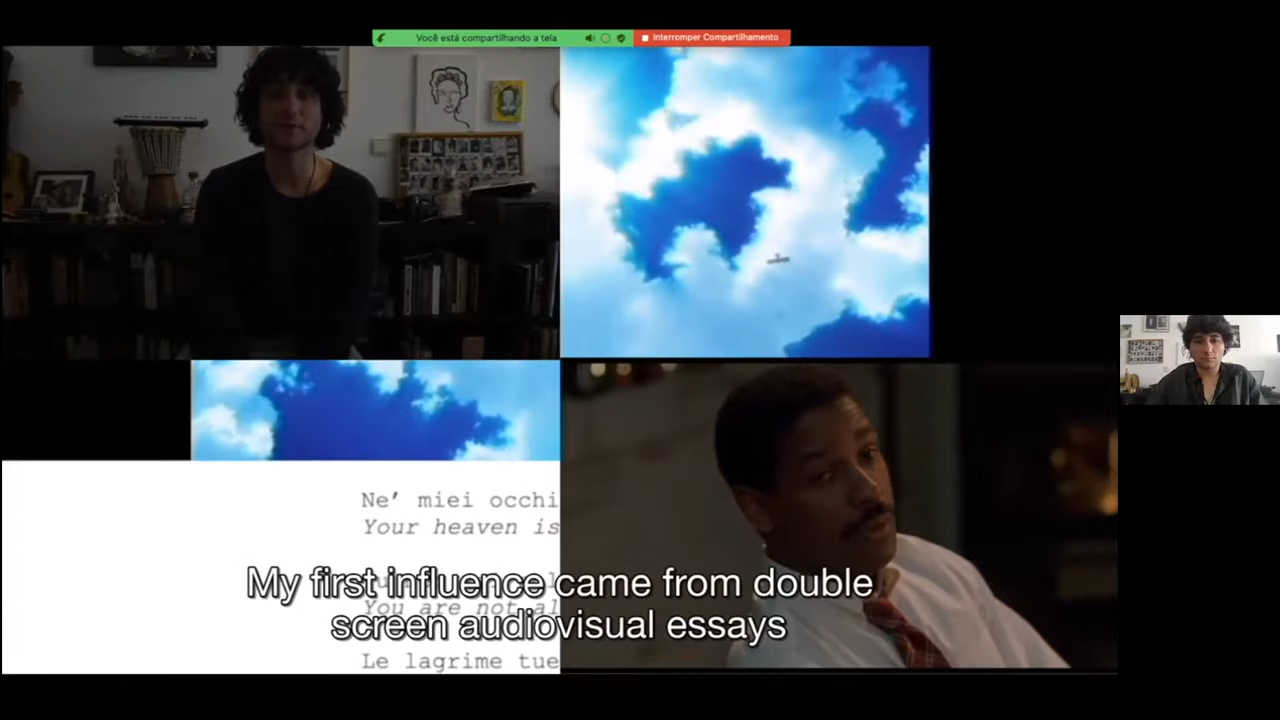 Você está compartilhando a tela
Interromper Compartilhamento
Ne’ miei occhi
Your heaven is
You are not al
My first influence came from double
screen audiovisual essays
Le lagrime tue